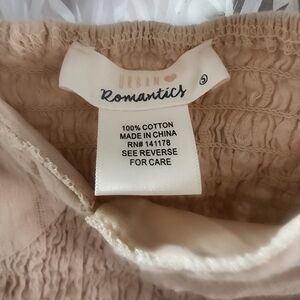 URBAN
Romantics
S
100% COTTON
MADE IN CHINA
RN# 141178
SEE REVERSE
FOR CARE